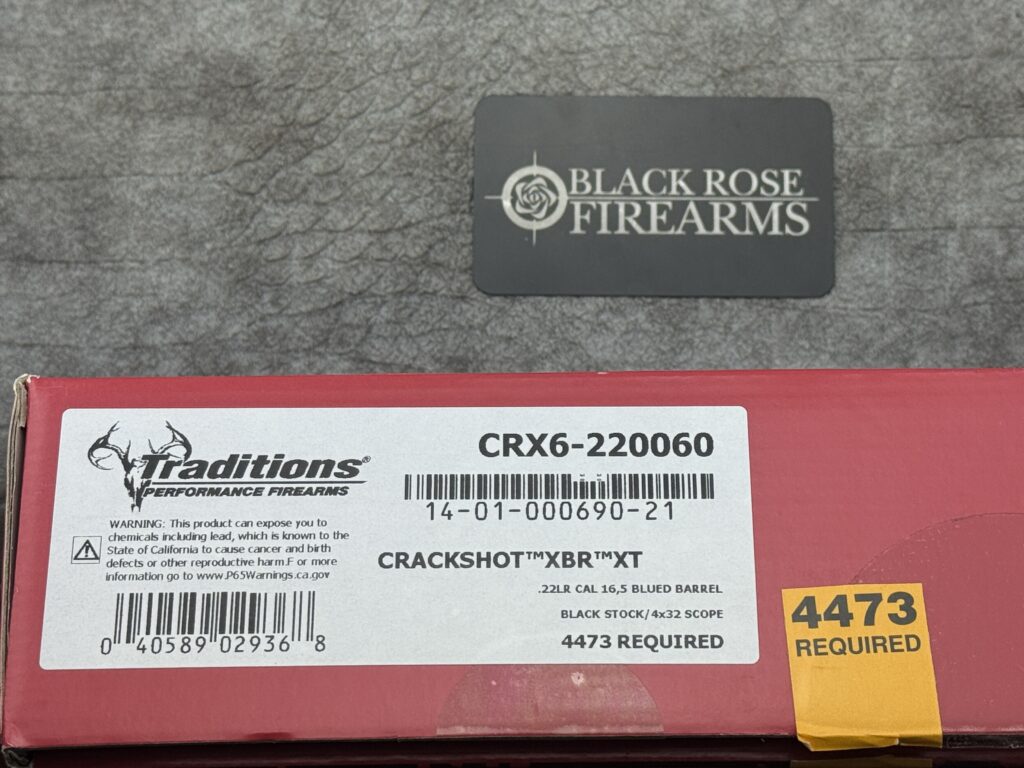 BLACK ROSE
FIREARMS
Traditions®
PERFORMANCE FIREARMS
WARNING: This product can expose you to
chemicals including lead, which is known to the
State of California to cause cancer and birth
defects or other reproductive harm.F or more
information go to www.P65Warnings.ca.gov
0 40589 02936 8
CRX6-220060
14-01-000690-21
CRACKSHOT™XBR™XT
.22LR CAL 16,5 BLUED BARREL
BLACK STOCK/4x32 SCOPE
4473 REQUIRED
4473
REQUIRED